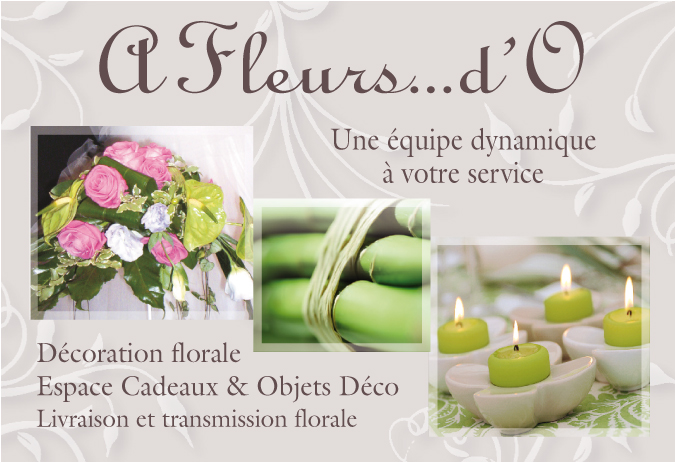 A Fleurs...d'O
Une équipe dynamique
à votre service
Décoration florale
Espace Cadeaux & Objets Déco
Livraison et transmission florale